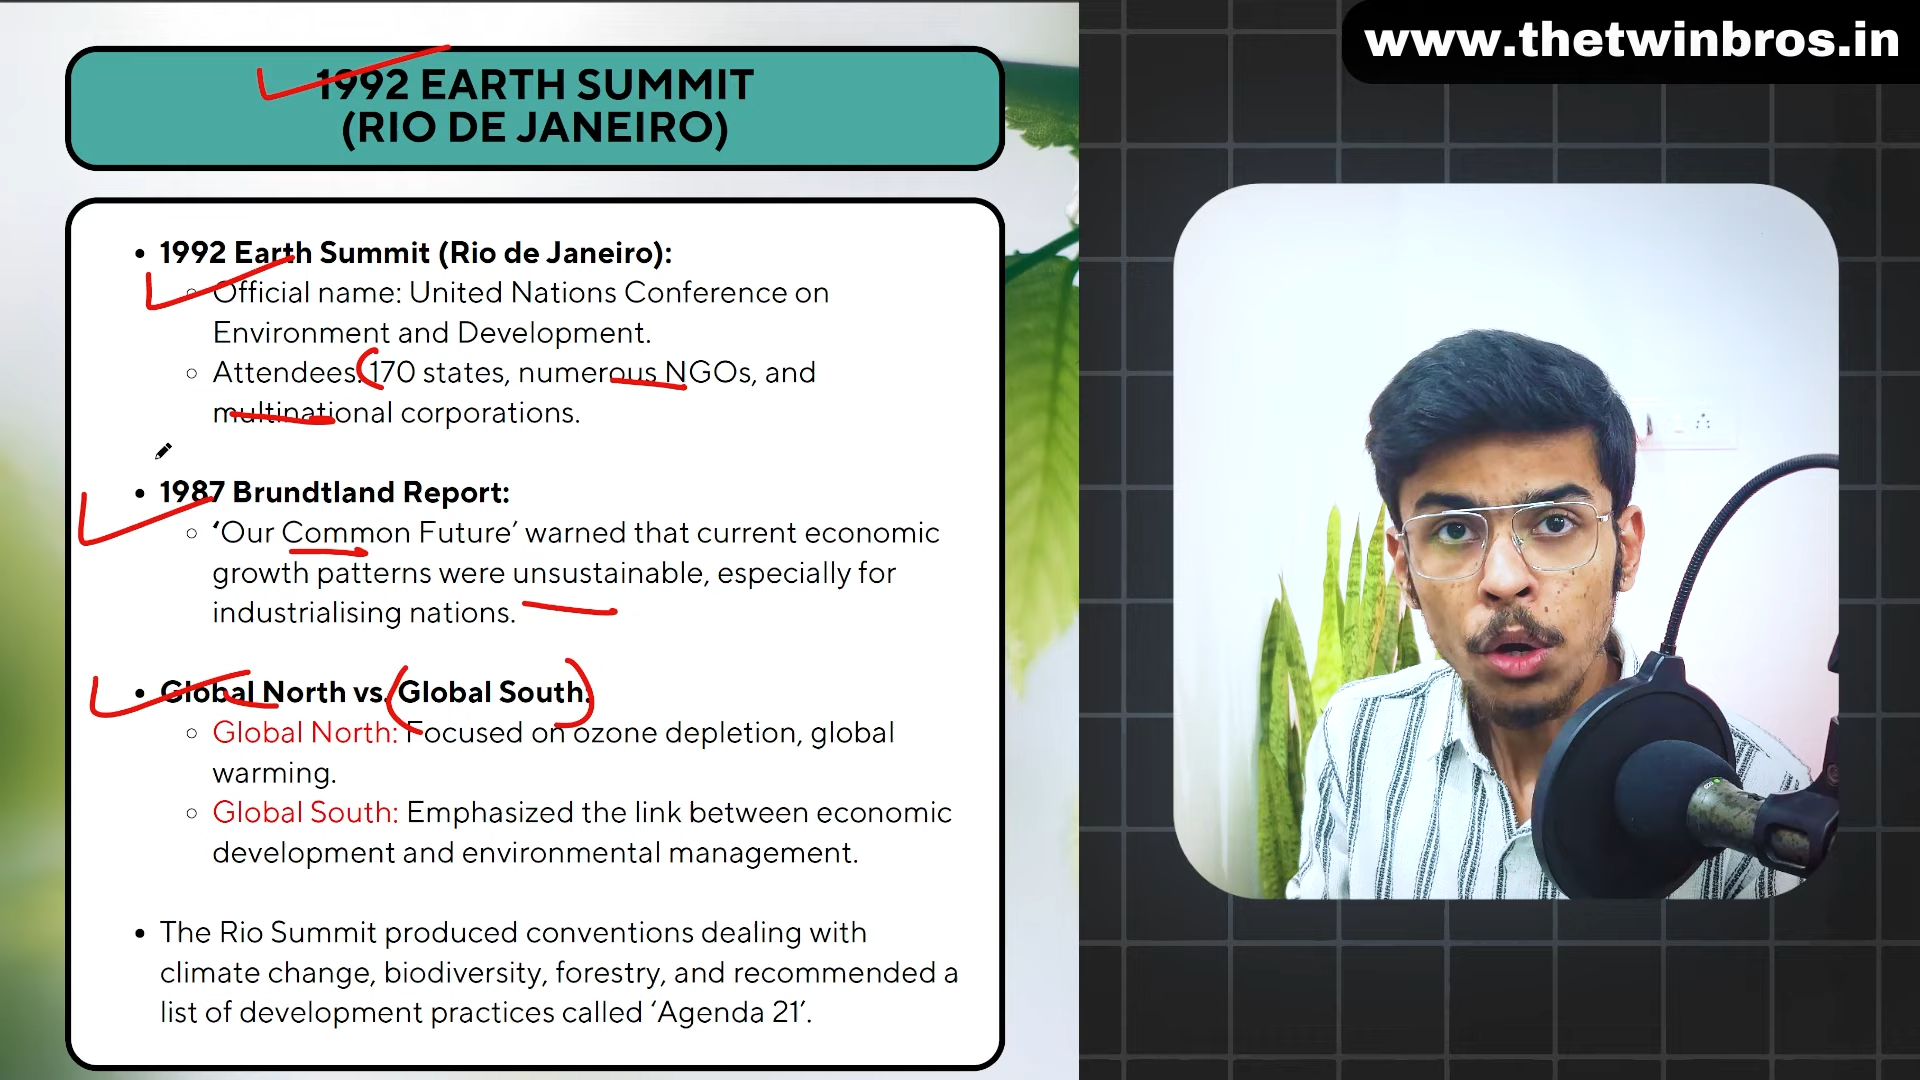 www.thetwinbros.in
1992 EARTH SUMMIT
(RIO DE JANEIRO)
• 1992 Earth Summit (Rio de Janeiro):
○ Official name: United Nations Conference on
Environment and Development.
○ Attendees: 170 states, numerous NGOs, and
multinational corporations.
• 1987 Brundtland Report:
○ ‘Our Common Future’ warned that current economic
growth patterns were unsustainable, especially for
industrialising nations.
• Global North vs. Global South:
○ Global North: Focused on ozone depletion, global
warming.
○ Global South: Emphasized the link between economic
development and environmental management.
• The Rio Summit produced conventions dealing with
climate change, biodiversity, forestry, and recommended a
list of development practices called ‘Agenda 21’.